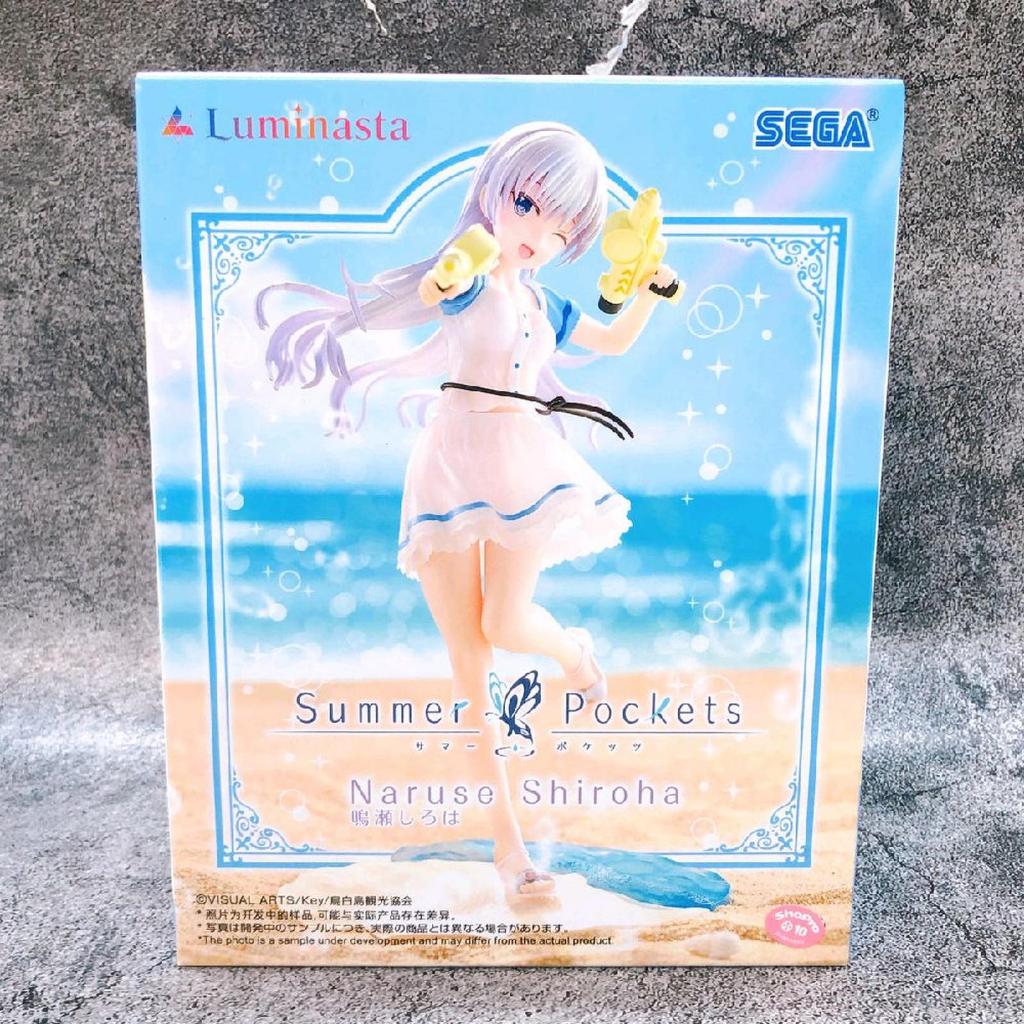 Luminasta
SEGA®
Summer Pockets
サマーポケッツ
Naruse Shiroha
鳴瀬しろは
©VISUAL ARTS/Key/鳥白島観光協会
* 照片为开发中的样品,可能与实际产品存在差异。
* 写真は開発中のサンプルにつき、実際の商品とは異なる場合があります。
*The photo is a sample under development and may differ from the actual product.
ShoPro
10